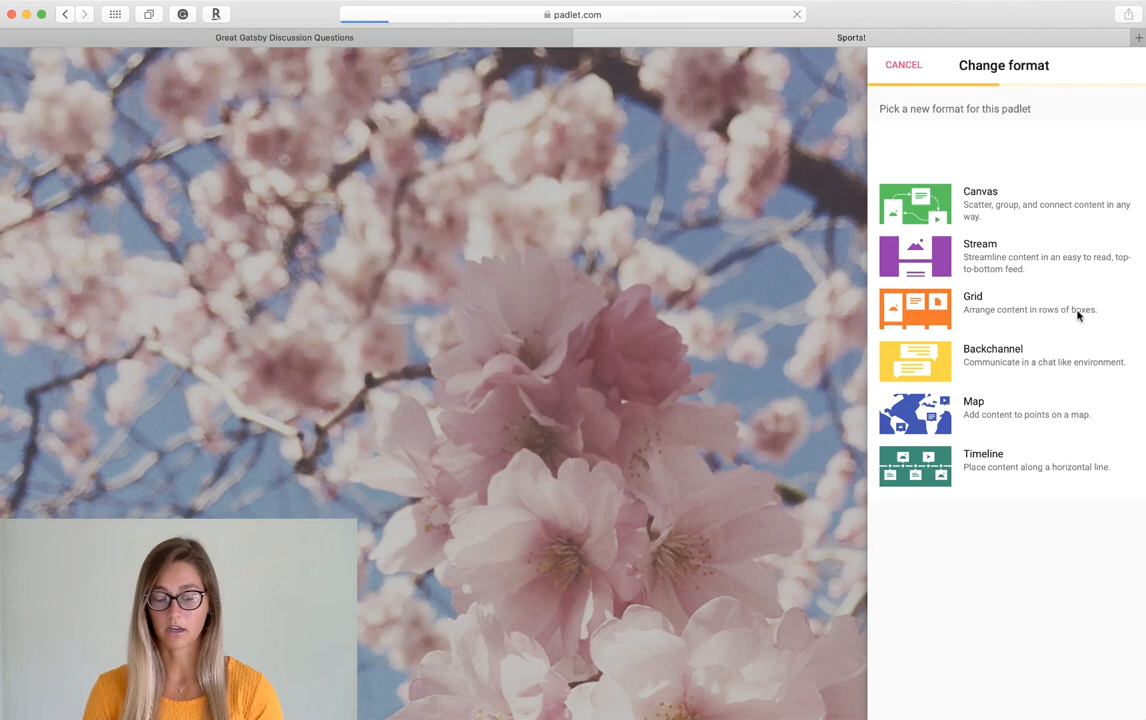 padlet.com
Great Gatsby Discussion Questions
Sports!
CANCEL
Change format
Pick a new format for this padlet
Canvas
Scatter, group, and connect content in any
way.
Stream
Streamline content in an easy to read, top-
to-bottom feed.
Grid
Arrange content in rows of boxes.
Backchannel
Communicate in a chat like environment.
Map
Add content to points on a map.
Timeline
Place content along a horizontal line.